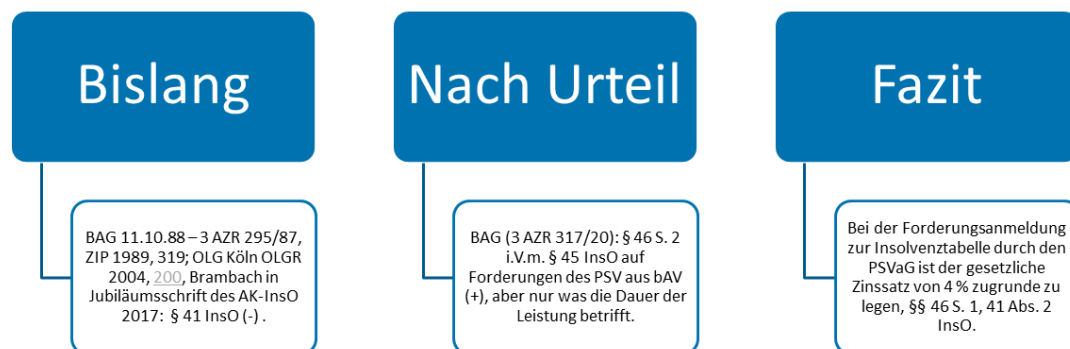 Bislang
BAG 11.10.88 – 3 AZR 295/87,
ZIP 1989, 319; OLG Köln OLGR
2004, 200, Brambach in
Jubiläumsschrift des AK-InsO
2017: § 41 InsO (-) .
Nach Urteil
BAG (3 AZR 317/20): § 46 S. 2
i.V.m. § 45 InsO auf
Forderungen des PSV aus bAV
(+), aber nur was die Dauer der
Leistung betrifft.
Fazit
Bei der Forderungsanmeldung
zur Insolvenztabelle durch den
PSVaG ist der gesetzliche
Zinssatz von 4 % zugrunde zu
legen, §§ 46 S. 1, 41 Abs. 2
InsO.